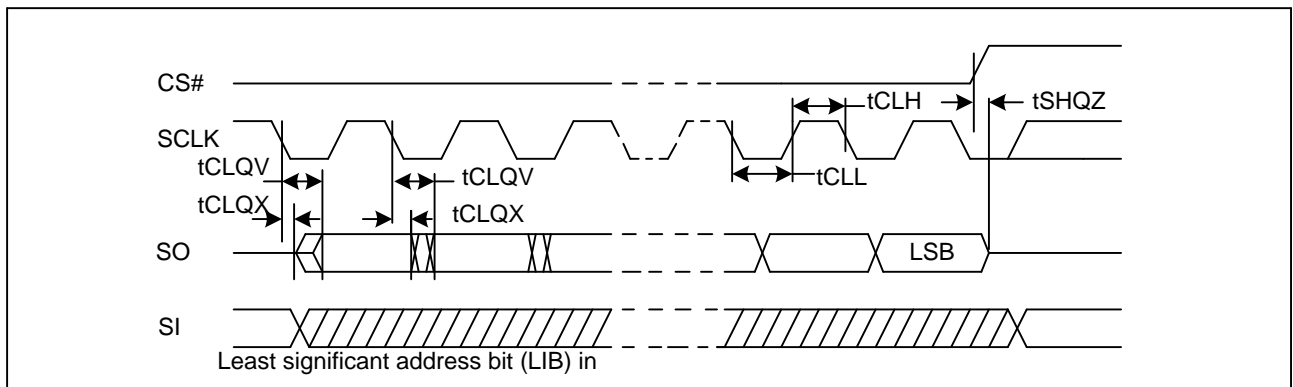 CS#
tCLH
tSHQZ
SCLK
tCLQV
tCLQV
tCLL
tCLQX
tCLQX
SO
LSB
SI
Least significant address bit (LIB) in